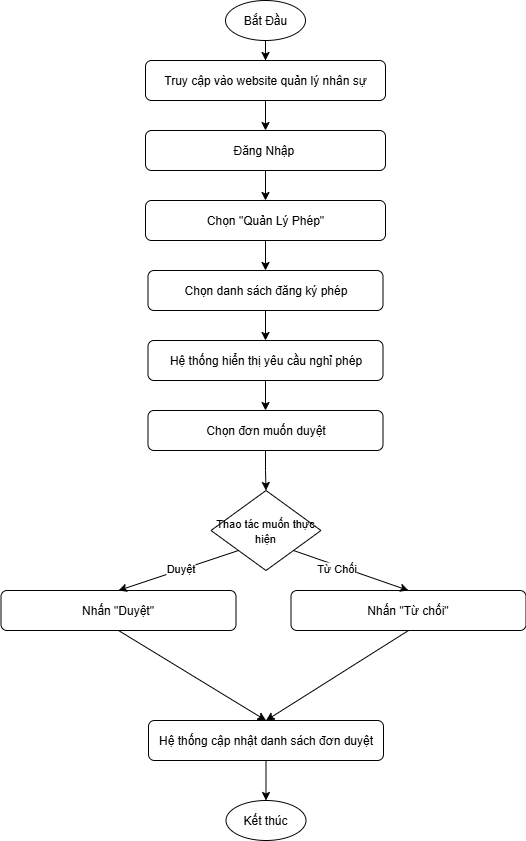 Bắt Đầu
Truy cập vào website quản lý nhân sự
Đăng Nhập
Chọn "Quản Lý Phép"
Chọn danh sách đăng ký phép
Hệ thống hiển thị yêu cầu nghỉ phép
Chọn đơn muốn duyệt
Thao tác muốn thực
hiện
Duyệt
Từ Chối
Nhấn "Duyệt"
Nhấn "Từ chối"
Hệ thống cập nhật danh sách đơn duyệt
Kết thúc